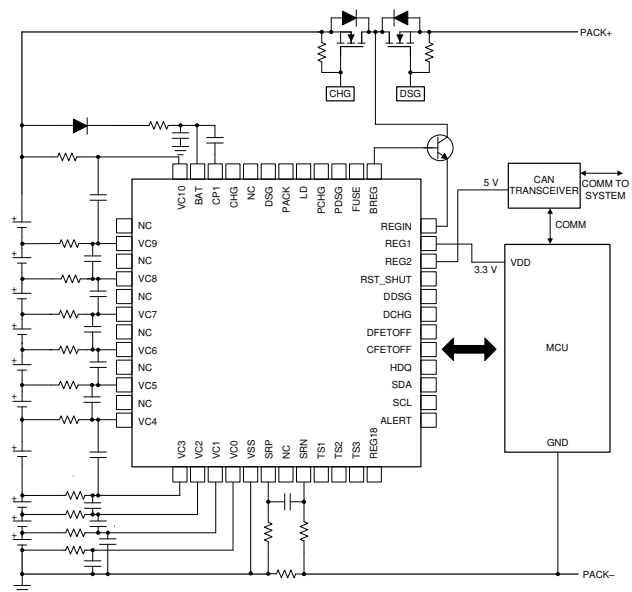 PACK+
CHG
DSG
VC10
BAT
CP1
CHG
NC
DSG
PACK
LD
PCHG
PDSG
FUSE
BREG
5 V
CAN
TRANSCEIVER
COMM TO
SYSTEM
COMM
NC
VC9
NC
VC8
NC
VC7
NC
VC6
NC
VC5
NC
VC4
REGIN
REG1
REG2
RST_SHUT
DDSG
DCHG
DFETOFF
CFETOFF
HDQ
SDA
SCL
ALERT
3.3 V
VDD
MCU
GND
VC3
VC2
VC1
VC0
VSS
SRP
NC
SRN
TS1
TS2
TS3
REG18
+
+
+
+
+
+
+
+
+
+
PACK–